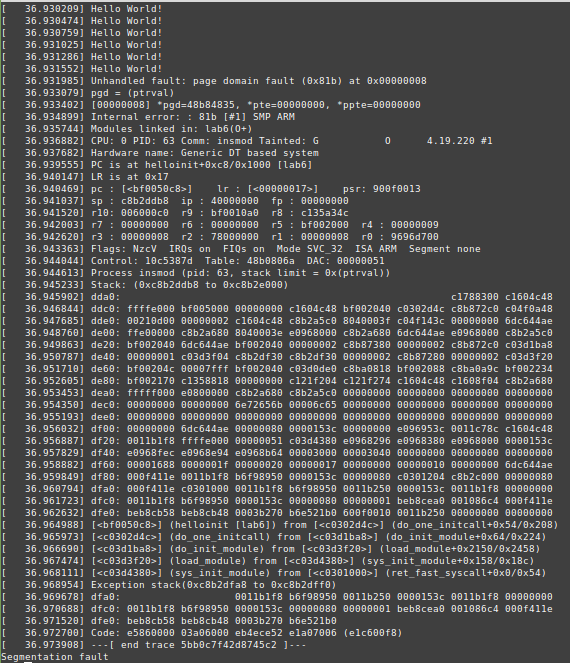 [   36.930209] Hello World!
[   36.930474] Hello World!
[   36.930759] Hello World!
[   36.931025] Hello World!
[   36.931286] Hello World!
[   36.931552] Hello World!
[   36.931985] Unhandled fault: page domain fault (0x81b) at 0x00000008
[   36.933079] pgd = (ptrval)
[   36.933402] [00000008] *pgd=48b84835, *pte=00000000, *ppte=00000000
[   36.934899] Internal error: : 81b [#1] SMP ARM
[   36.935744] Modules linked in: lab6(O+)
[   36.936882] CPU: 0 PID: 63 Comm: insmod Tainted: G           O      4.19.220 #1
[   36.937682] Hardware name: Generic DT based system
[   36.939555] PC is at helloinit+0xc8/0x1000 [lab6]
[   36.940147] LR is at 0x17
[   36.940469] pc : [<bf0050c8>]    lr : [<00000017>]    psr: 900f0013
[   36.941037] sp : c8b2ddb8  ip : 40000000  fp : 00000000
[   36.941520] r10: 006000c0  r9 : bf0010a0  r8 : c135a34c
[   36.942003] r7 : 00000000  r6 : 00000000  r5 : bf002000  r4 : 00000009
[   36.942620] r3 : 00000008  r2 : 78000000  r1 : 00000008  r0 : 9696d700
[   36.943363] Flags: NzcV  IRQs on  FIQs on  Mode SVC_32  ISA ARM  Segment none
[   36.944044] Control: 10c5387d  Table: 48b0806a  DAC: 00000051
[   36.944613] Process insmod (pid: 63, stack limit = 0x(ptrval))
[   36.945233] Stack: (0xc8b2ddb8 to 0xc8b2e000)
[   36.945902] dda0:                                                       c1788300 c1604c48
[   36.946844] ddc0: ffffe000 bf005000 00000000 c1604c48 bf002040 c0302d4c c8b872c0 c04f0a48
[   36.947685] dde0: 00210d00 00000002 c1604c48 c8b2a5c0 8040003f c04f143c 00000000 6dc644ae
[   36.948760] de00: ffe00000 c8b2a680 8040003e e0968000 c8b2a680 6dc644ae e0968000 c8b2a5c0
[   36.949863] de20: bf002040 6dc644ae bf002040 00000002 c8b87380 00000002 c8b872c0 c03d1ba8
[   36.950787] de40: 00000001 c03d3f04 c8b2df30 c8b2df30 00000002 c8b87280 00000002 c03d3f20
[   36.951710] de60: bf00204c 00007fff bf002040 c03d0de0 c8ba0818 bf002088 c8ba0a9c bf002234
[   36.952605] de80: bf002170 c1358818 00000000 c121f204 c121f274 c1604c48 c1608f04 c8b2a680
[   36.953453] dea0: fffff000 e0800000 c8b2a680 c8b2a5c0 00000000 00000000 00000000 00000000
[   36.954350] dec0: 00000000 00000000 6e72656b 00006c65 00000000 00000000 00000000 00000000
[   36.955193] dee0: 00000000 00000000 00000000 00000000 00000000 00000000 00000000 00000000
[   36.956032] df00: 00000000 6dc644ae 00000080 0000153c 00000000 e096953c 0011c78c c1604c48
[   36.956887] df20: 0011b1f8 ffffe000 00000051 c03d4380 e0968296 e0968380 e0968000 0000153c
[   36.957829] df40: e0968fec e0968e94 e0968b64 00003000 00003040 00000000 00000000 00000000
[   36.958882] df60: 00001688 0000001f 00000020 00000017 00000000 00000010 00000000 6dc644ae
[   36.959849] df80: 000f411e 0011b1f8 b6f98950 0000153c 00000080 c0301204 c8b2c000 00000080
[   36.960794] dfa0: 000f411e c0301000 0011b1f8 b6f98950 0011b250 0000153c 0011b1f8 00000000
[   36.961723] dfc0: 0011b1f8 b6f98950 0000153c 00000080 00000001 beb8cea0 001086c4 000f411e
[   36.962632] dfe0: beb8cb58 beb8cb48 0003b270 b6e521b0 600f0010 0011b250 00000000 00000000
[   36.964988] [<bf0050c8>] (helloinit [lab6]) from [<c0302d4c>] (do_one_initcall+0x54/0x208)
[   36.965973] [<c0302d4c>] (do_one_initcall) from [<c03d1ba8>] (do_init_module+0x64/0x224)
[   36.966690] [<c03d1ba8>] (do_init_module) from [<c03d3f20>] (load_module+0x2150/0x2458)
[   36.967474] [<c03d3f20>] (load_module) from [<c03d4380>] (sys_init_module+0x158/0x18c)
[   36.968111] [<c03d4380>] (sys_init_module) from [<c0301000>] (ret_fast_syscall+0x0/0x54)
[   36.968954] Exception stack(0xc8b2dfa8 to 0xc8b2dff0)
[   36.969678] dfa0:                   0011b1f8 b6f98950 0011b250 0000153c 0011b1f8 00000000
[   36.970688] dfc0: 0011b1f8 b6f98950 0000153c 00000080 00000001 beb8cea0 001086c4 000f411e
[   36.971520] dfe0: beb8cb58 beb8cb48 0003b270 b6e521b0
[   36.972700] Code: e5860000 03a06000 eb4ece52 e1a07006 (e1c600f8)
[   36.973908] ---[ end trace 5bb0c7f42d8745c2 ]---
Segmentation fault